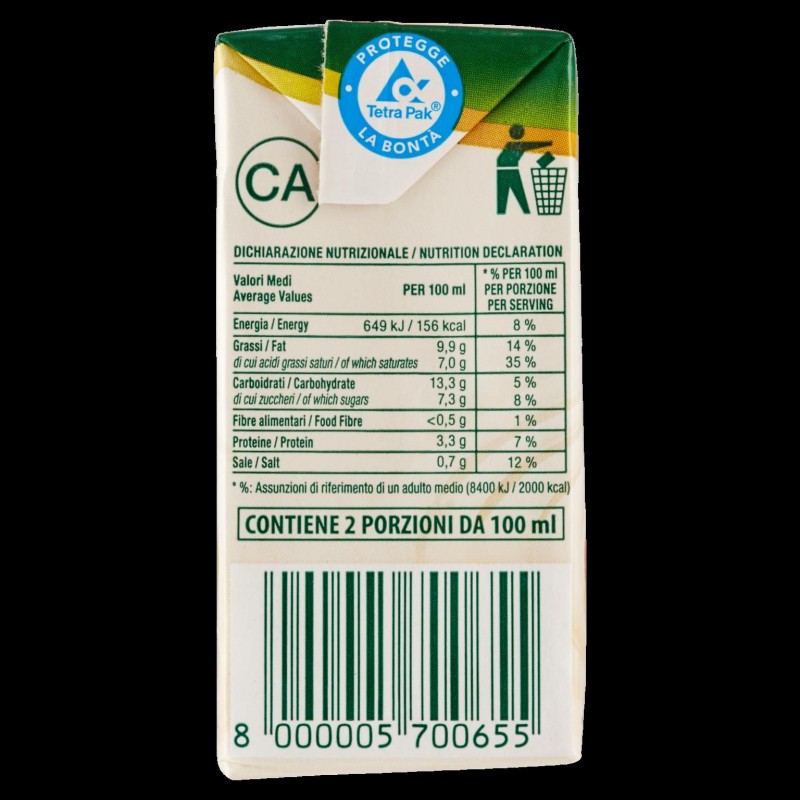 PROTEGGE
Tetra Pak®
LA BONTÀ
CA
DICHIARAZIONE NUTRIZIONALE / NUTRITION DECLARATION
Valori Medi
Average Values
PER 100 ml
* % PER 100 ml
PER PORZIONE
PER SERVING
Energia / Energy 649 kJ / 156 kcal 8 %
Grassi / Fat 9,9 g 14 %
di cui acidi grassi saturi / of which saturates 7,0 g 35 %
Carboidrati / Carbohydrate 13,3 g 5 %
di cui zuccheri / of which sugars 7,3 g 8 %
Fibre alimentari / Food Fibre <0,5 g 1 %
Proteine / Protein 3,3 g 7 %
Sale / Salt 0,7 g 12 %
* %: Assunzioni di riferimento di un adulto medio (8400 kJ / 2000 kcal)
CONTIENE 2 PORZIONI DA 100 ml
8 000005 700655